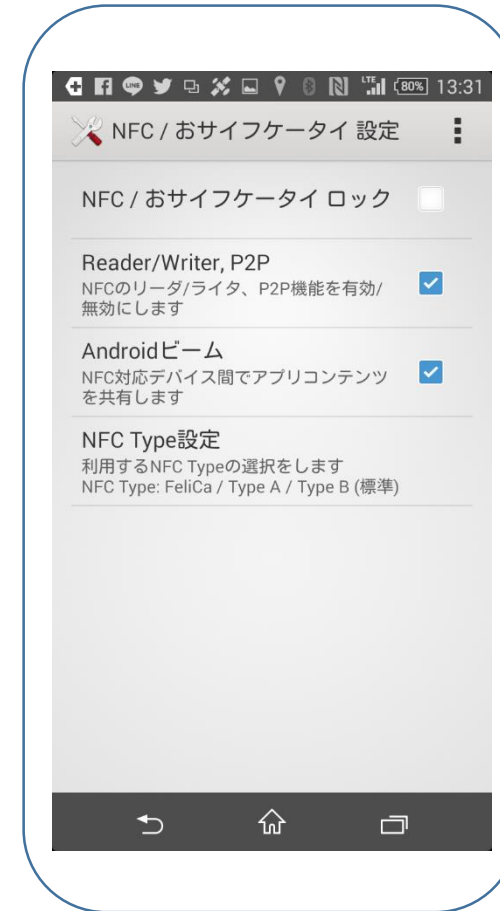 LINE LTE 80% 13:31
NFC / おサイフケータイ 設定
NFC / おサイフケータイ ロック
Reader/Writer, P2P
NFCのリーダ/ライタ、P2P機能を有効/
無効にします
Androidビーム
NFC対応デバイス間でアプリコンテンツ
を共有します
NFC Type設定
利用するNFC Typeの選択をします
NFC Type: FeliCa / Type A / Type B (標準)